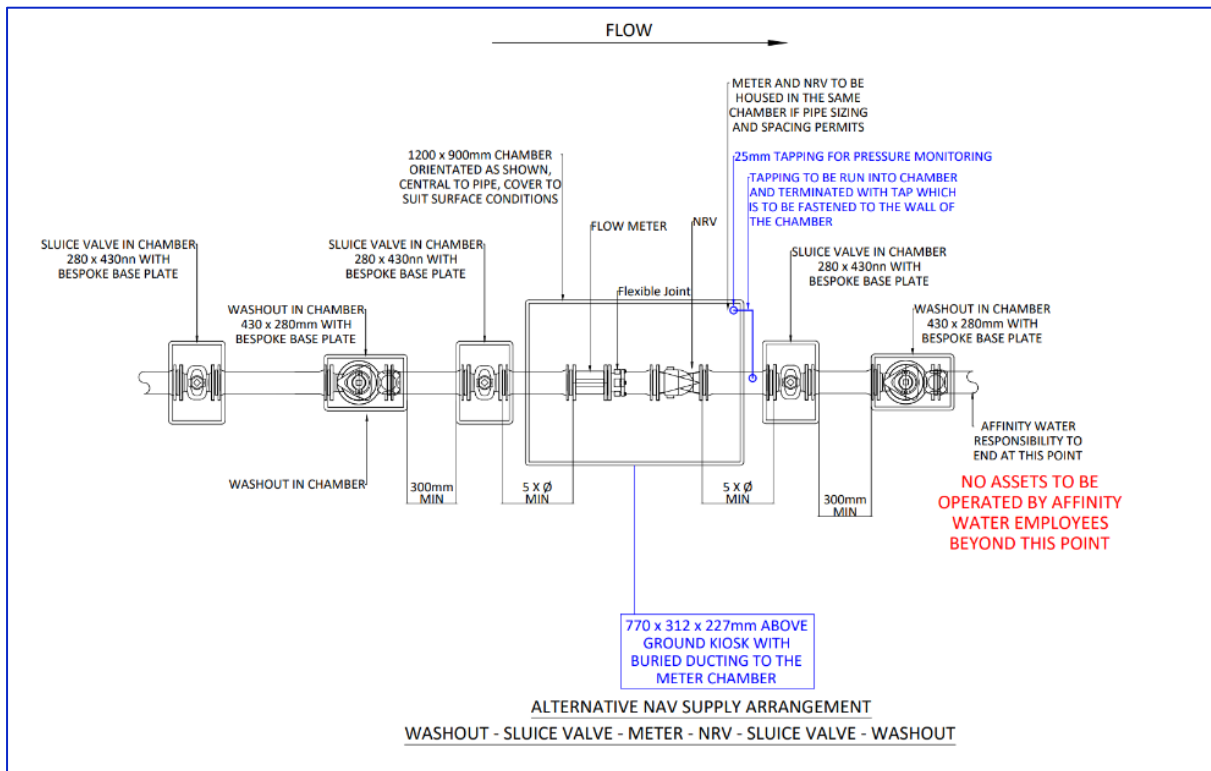 FLOW
METER AND NRV TO BE
HOUSED IN THE SAME
CHAMBER IF PIPE SIZING
AND SPACING PERMITS
1200 x 900mm CHAMBER
ORIENTATED AS SHOWN,
CENTRAL TO PIPE, COVER TO
SUIT SURFACE CONDITIONS
25mm TAPPING FOR PRESSURE MONITORING
TAPPING TO BE RUN INTO CHAMBER
AND TERMINATED WITH TAP WHICH
IS TO BE FASTENED TO THE WALL OF
THE CHAMBER
FLOW METER
NRV
SLUICE VALVE IN CHAMBER
280 x 430nn WITH
BESPOKE BASE PLATE
SLUICE VALVE IN CHAMBER
280 x 430nn WITH
BESPOKE BASE PLATE
SLUICE VALVE IN CHAMBER
280 x 430nn WITH
BESPOKE BASE PLATE
Flexible Joint
WASHOUT IN CHAMBER
430 x 280mm WITH
BESPOKE BASE PLATE
WASHOUT IN CHAMBER
430 x 280mm WITH
BESPOKE BASE PLATE
AFFINITY WATER
RESPONSIBILITY TO
END AT THIS POINT
WASHOUT IN CHAMBER
300mm
MIN
5 X Ø
MIN
5 X Ø
MIN
300mm
MIN
NO ASSETS TO BE
OPERATED BY AFFINITY
WATER EMPLOYEES
BEYOND THIS POINT
770 x 312 x 227mm ABOVE
GROUND KIOSK WITH
BURIED DUCTING TO THE
METER CHAMBER
ALTERNATIVE NAV SUPPLY ARRANGEMENT
WASHOUT - SLUICE VALVE - METER - NRV - SLUICE VALVE - WASHOUT